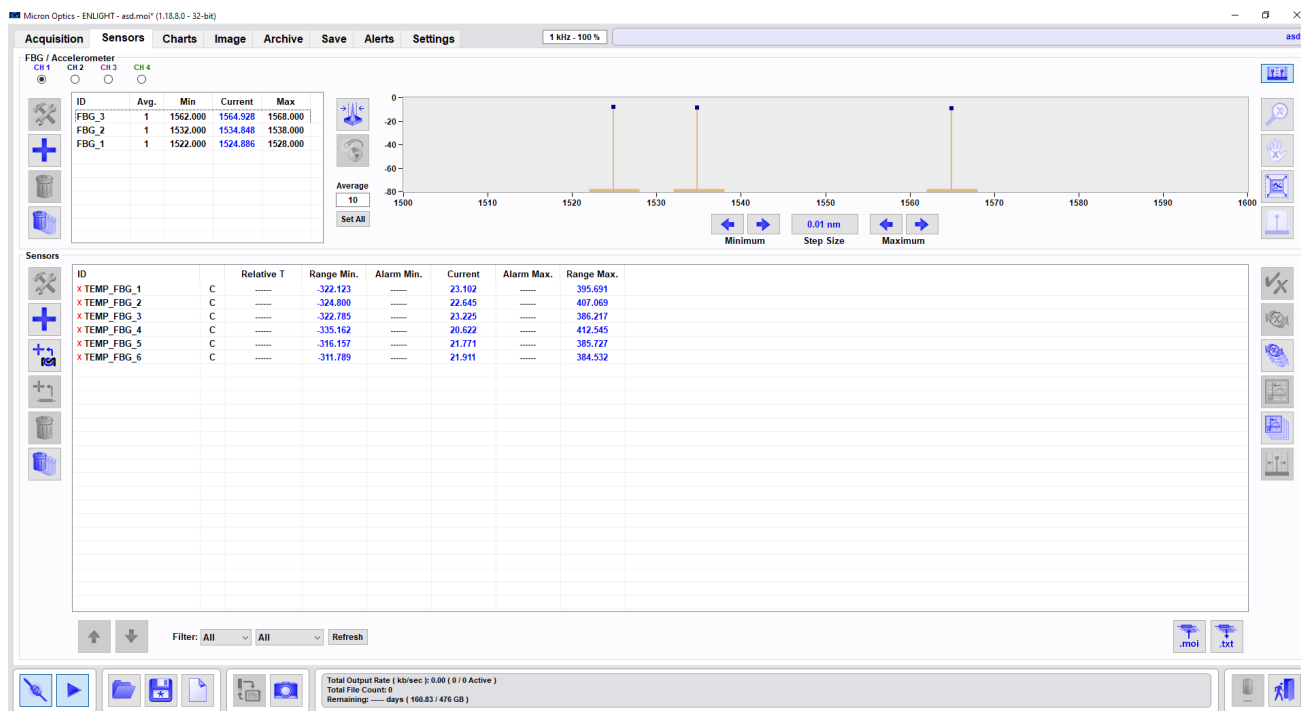 Micron Optics - ENLIGHT - asd.moi* (1.18.8.0 - 32-bit)
Acquisition Sensors Charts Image Archive Save Alerts Settings 1 kHz - 100 % asd
FBG / Accelerometer
CH 1 CH 2 CH 3 CH 4
ID Avg. Min Current Max
FBG_3 1 1562.000 1564.928 1568.000
FBG_2 1 1532.000 1534.848 1538.000
FBG_1 1 1522.000 1524.886 1528.000
Average
10
Set All
0
-20
-40
-60
-80
1500 1510 1520 1530 1540 1550 1560 1570 1580 1590 1600
0.01 nm
Minimum Step Size Maximum
Sensors
ID Relative T Range Min. Alarm Min. Current Alarm Max. Range Max.
X TEMP_FBG_1 C ------ -322.123 ------ 23.102 ------ 395.691
X TEMP_FBG_2 C ------ -324.800 ------ 22.645 ------ 407.069
X TEMP_FBG_3 C ------ -322.785 ------ 23.225 ------ 386.217
X TEMP_FBG_4 C ------ -335.162 ------ 20.622 ------ 412.545
X TEMP_FBG_5 C ------ -316.157 ------ 21.771 ------ 385.727
X TEMP_FBG_6 C ------ -311.789 ------ 21.911 ------ 384.532
Filter: All All Refresh
.moi .txt
Total Output Rate ( kb/sec ): 0.00 ( 0 / 0 Active )
Total File Count: 0
Remaining: ----- days ( 160.83 / 476 GB )